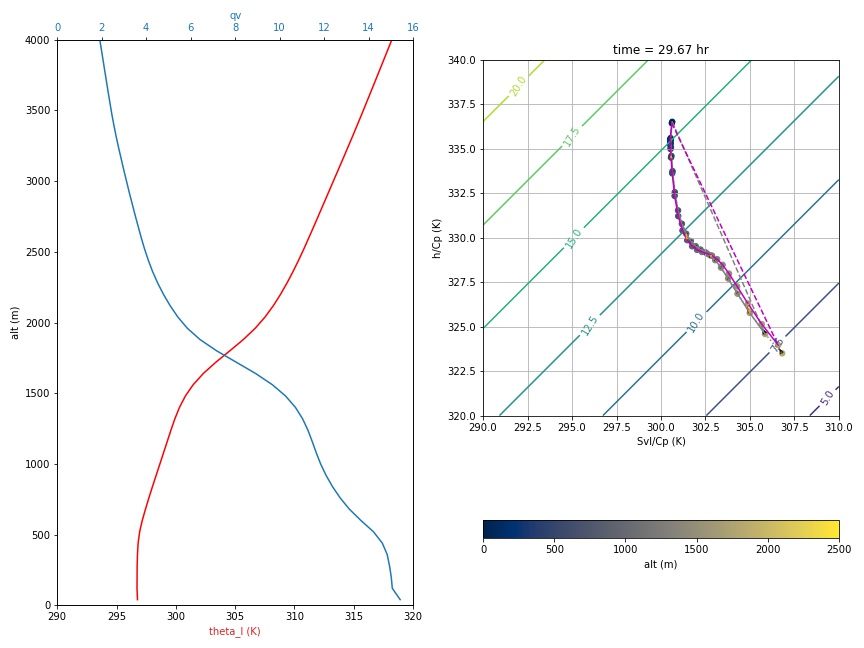 qv
0 2 4 6 8 10 12 14 16
4000
3500
3000
2500
2000
1500
1000
500
0
alt (m)
290 295 300 305 310 315 320
theta_l (K)
time = 29.67 hr
340.0
337.5
335.0
332.5
330.0
327.5
325.0
322.5
320.0
h/Cp (K)
20.0
17.5
15.0
12.5
10.0
7.5
5.0
290.0 292.5 295.0 297.5 300.0 302.5 305.0 307.5 310.0
Svl/Cp (K)
0 500 1000 1500 2000 2500
alt (m)